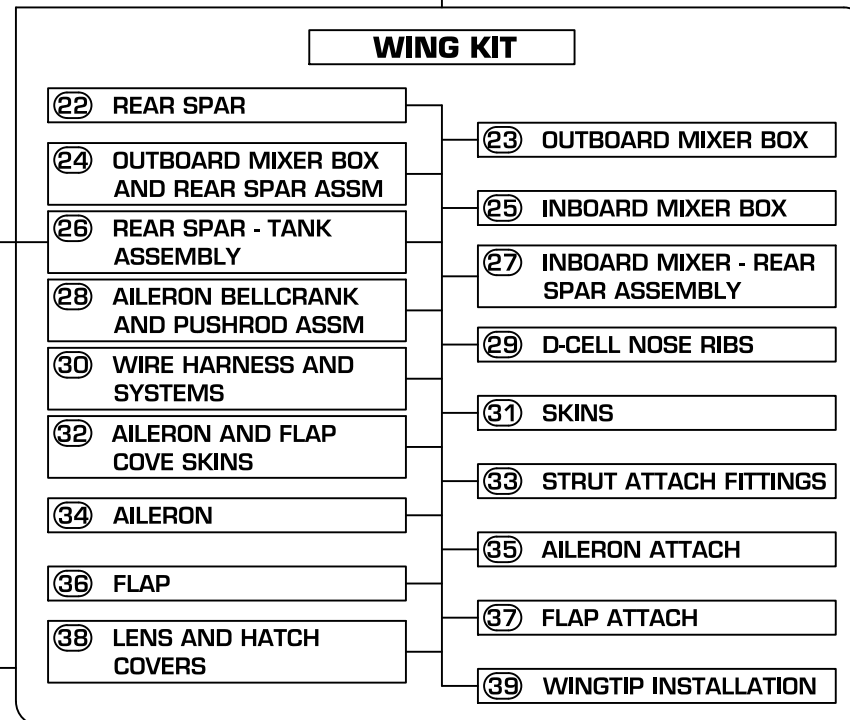 WING KIT
22 REAR SPAR
23 OUTBOARD MIXER BOX
24 OUTBOARD MIXER BOX
AND REAR SPAR ASSM
25 INBOARD MIXER BOX
26 REAR SPAR - TANK
ASSEMBLY
27 INBOARD MIXER - REAR
SPAR ASSEMBLY
28 AILERON BELLCRANK
AND PUSHROD ASSM
29 D-CELL NOSE RIBS
30 WIRE HARNESS AND
SYSTEMS
31 SKINS
32 AILERON AND FLAP
COVE SKINS
33 STRUT ATTACH FITTINGS
34 AILERON
35 AILERON ATTACH
36 FLAP
37 FLAP ATTACH
38 LENS AND HATCH
COVERS
39 WINGTIP INSTALLATION